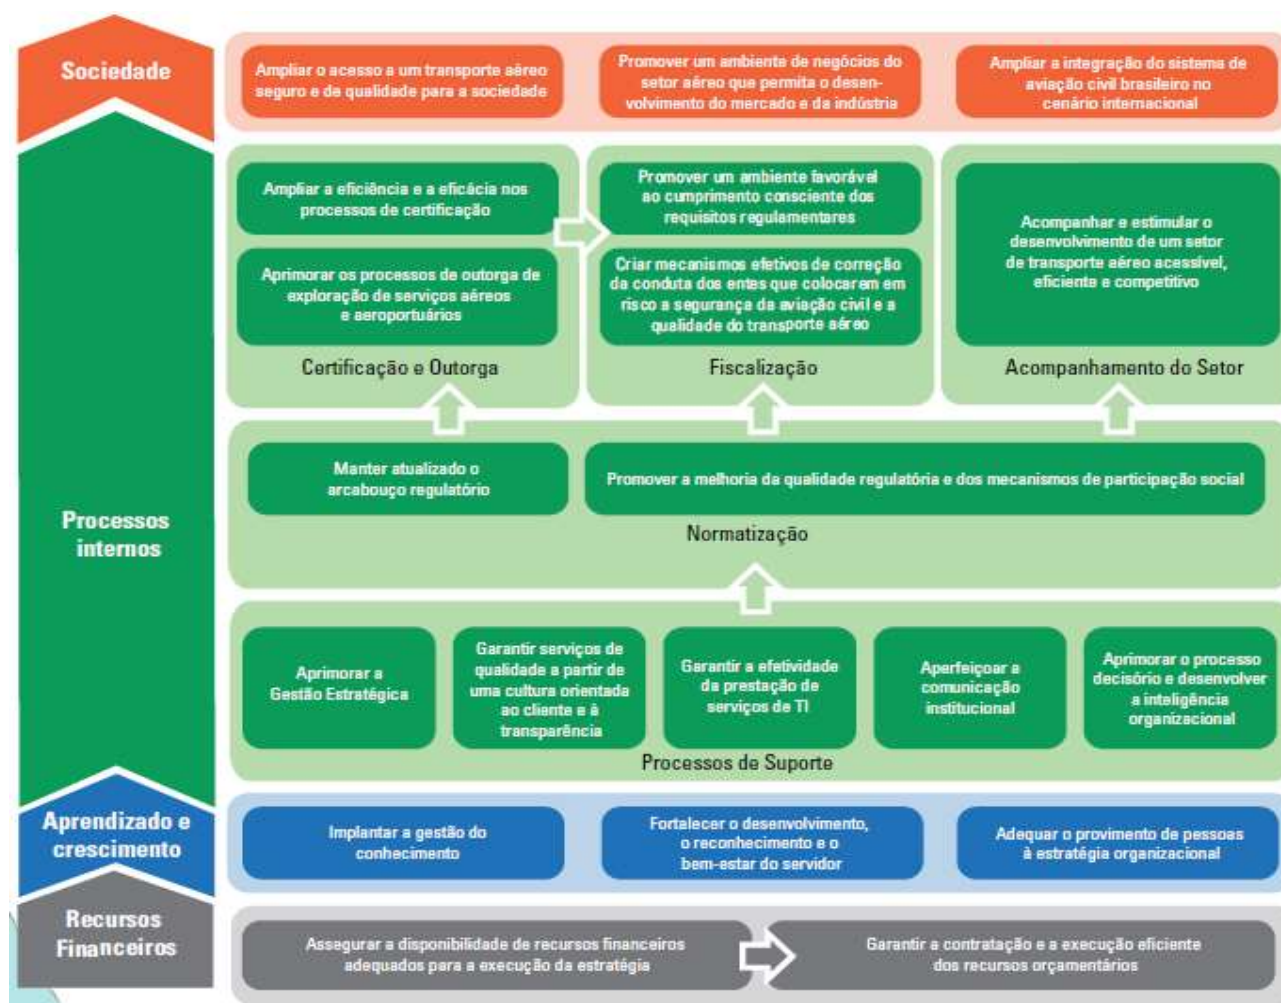 Sociedade
Ampliar o acesso a um transporte aéreo
seguro e de qualidade para a sociedade
Promover um ambiente de negócios do
setor aéreo que permita o desen-
volvimento do mercado e da indústria
Ampliar a integração do sistema de
aviação civil brasileiro no
cenário internacional
Processos
internos
Ampliar a eficiência e a eficácia nos
processos de certificação
Aprimorar os processos de outorga de
exploração de serviços aéreos
e aeroportuários
Certificação e Outorga
Promover um ambiente favorável
ao cumprimento consciente dos
requisitos regulamentares
Criar mecanismos efetivos de correção
da conduta dos entes que colocarem em
risco a segurança da aviação civil e a
qualidade do transporte aéreo
Fiscalização
Acompanhar e estimular o
desenvolvimento de um setor
de transporte aéreo acessível,
eficiente e competitivo
Acompanhamento do Setor
Manter atualizado o
arcabouço regulatório
Promover a melhoria da qualidade regulatória e dos mecanismos de participação social
Normatização
Aprimorar a
Gestão Estratégica
Garantir serviços de
qualidade a partir de
uma cultura orientada
ao cliente e à
transparência
Garantir a efetividade
da prestação de
serviços de TI
Aperfeiçoar a
comunicação
institucional
Aprimorar o processo
decisório e desenvolver
a inteligência
organizacional
Processos de Suporte
Aprendizado e
crescimento
Implantar a gestão do
conhecimento
Fortalecer o desenvolvimento,
o reconhecimento e o
bem-estar do servidor
Adequar o provimento de pessoas
à estratégia organizacional
Recursos
Financeiros
Assegurar a disponibilidade de recursos financeiros
adequados para a execução da estratégia
Garantir a contratação e a execução eficiente
dos recursos orçamentários